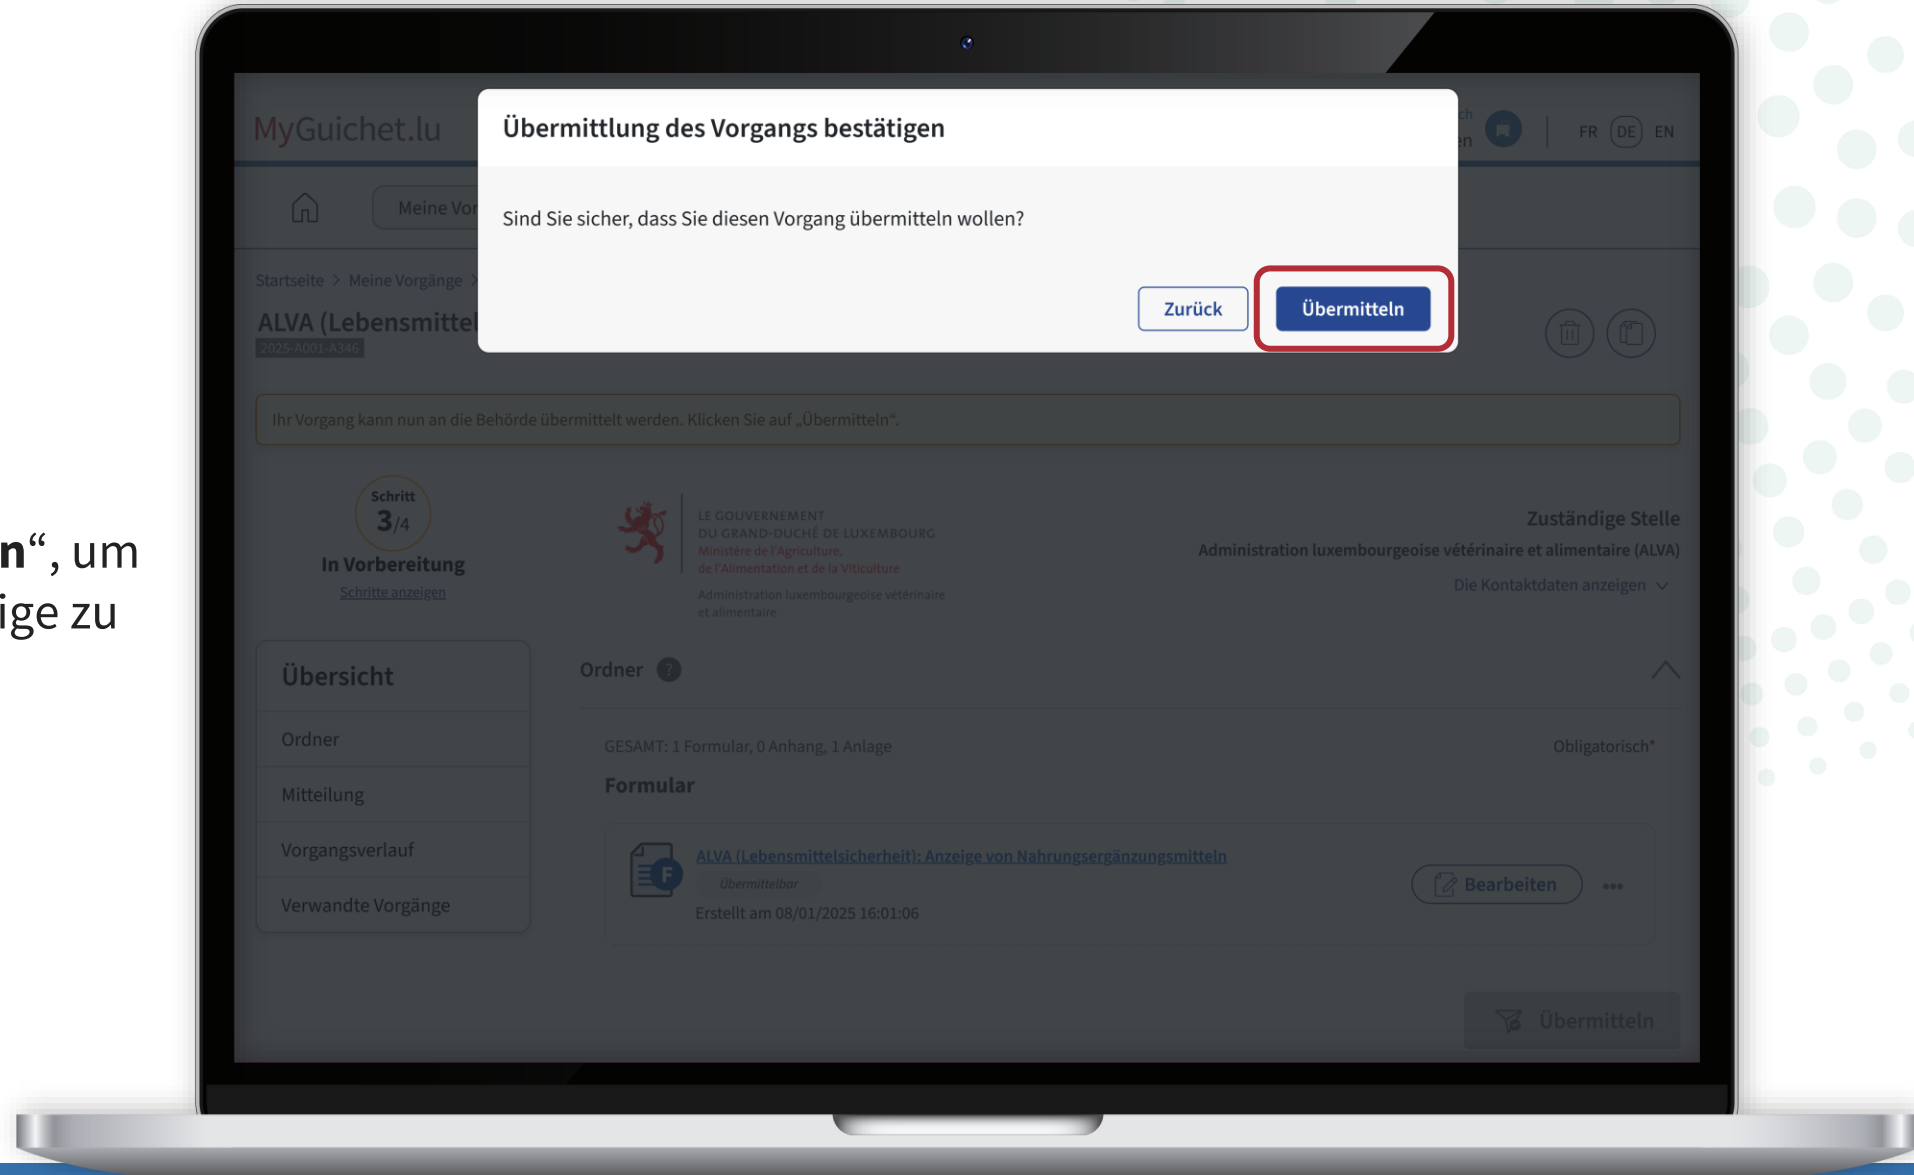 n“, um
ige zu
Übermittlung des Vorgangs bestätigen
Sind Sie sicher, dass Sie diesen Vorgang übermitteln wollen?
Zurück
Übermitteln
MyGuichet.lu
ch
en
FR DE EN
Meine Vor
Startseite > Meine Vorgänge >
ALVA (Lebensmittel
2025-A001-A346
Ihr Vorgang kann nun an die Behörde übermittelt werden. Klicken Sie auf „Übermitteln“.
Schritt
3/4
In Vorbereitung
Schritte anzeigen
LE GOUVERNEMENT
DU GRAND-DUCHÉ DE LUXEMBOURG
Ministère de l'Agriculture,
de l'Alimentation et de la Viticulture
Administration luxembourgeoise vétérinaire
et alimentaire
Zuständige Stelle
Administration luxembourgeoise vétérinaire et alimentaire (ALVA)
Die Kontaktdaten anzeigen
Übersicht
Ordner
Mitteilung
Vorgangsverlauf
Verwandte Vorgänge
Ordner ?
GESAMT: 1 Formular, 0 Anhang, 1 Anlage
Obligatorisch*
Formular
F
ALVA (Lebensmittelsicherheit): Anzeige von Nahrungsergänzungsmitteln
Übermittelbar
Erstellt am 08/01/2025 16:01:06
Bearbeiten
Übermitteln